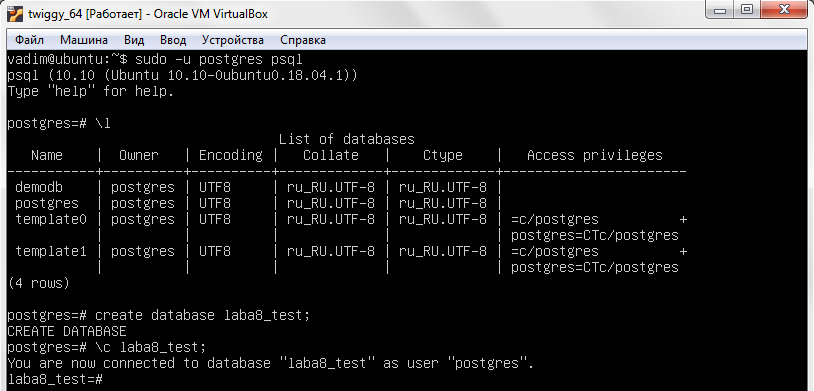 twiggy_64 [Работает] - Oracle VM VirtualBox
Файл Машина Вид Ввод Устройства Справка
vadim@ubuntu:~$ sudo -u postgres psql
psql (10.10 (Ubuntu 10.10-0ubuntu0.18.04.1))
Type "help" for help.
postgres=# \l
List of databases
Name | Owner | Encoding | Collate | Ctype | Access privileges
-----------+----------+----------+-------------+-------------+-----------------------
demodb | postgres | UTF8 | ru_RU.UTF-8 | ru_RU.UTF-8 |
postgres | postgres | UTF8 | ru_RU.UTF-8 | ru_RU.UTF-8 |
template0 | postgres | UTF8 | ru_RU.UTF-8 | ru_RU.UTF-8 | =c/postgres +
| | | | | postgres=CTc/postgres
template1 | postgres | UTF8 | ru_RU.UTF-8 | ru_RU.UTF-8 | =c/postgres +
| | | | | postgres=CTc/postgres
(4 rows)
postgres=# create database laba8_test;
CREATE DATABASE
postgres=# \c laba8_test;
You are now connected to database "laba8_test" as user "postgres".
laba8_test=#